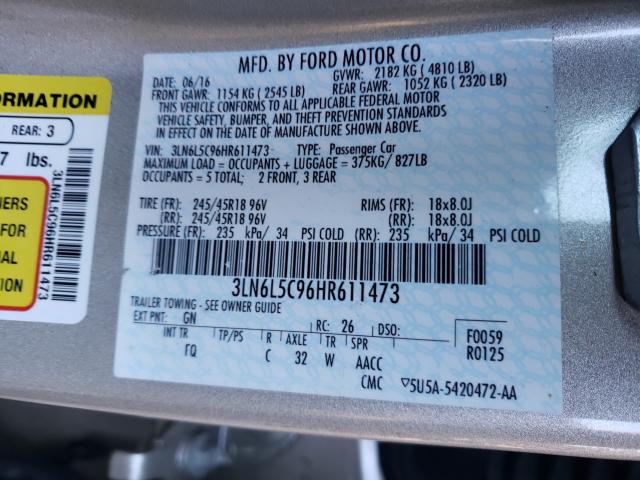 ORMATION
REAR: 3
7 lbs.
NERS
FOR
NAL
TION
3LN6L5C96HR611473
MFD. BY FORD MOTOR CO.
DATE: 06/16 GVWR: 2182 KG ( 4810 LB)
FRONT GAWR: 1154 KG ( 2545 LB) REAR GAWR: 1052 KG ( 2320 LB)
THIS VEHICLE CONFORMS TO ALL APPLICABLE FEDERAL MOTOR
VEHICLE SAFETY, BUMPER, AND THEFT PREVENTION STANDARDS
IN EFFECT ON THE DATE OF MANUFACTURE SHOWN ABOVE.
VIN: 3LN6L5C96HR611473 TYPE: Passenger Car
MAXIMUM LOAD = OCCUPANTS + LUGGAGE = 375KG/ 827LB
OCCUPANTS = 5 TOTAL; 2 FRONT, 3 REAR
TIRE (FR): 245/45R18 96V RIMS (FR): 18x8.0J
(RR): 245/45R18 96V (RR): 18x8.0J
PRESSURE (FR): 235 kPa/ 34 PSI COLD (RR): 235 kPa/ 34 PSI COLD
3LN6L5C96HR611473
TRAILER TOWING - SEE OWNER GUIDE
EXT PNT: GN RC: 26 DSO: F0059
INT TR TP/PS R AXLE TR SPR R0125
FQ C 32 W AACC
CMC ▽5U5A-5420472-AA